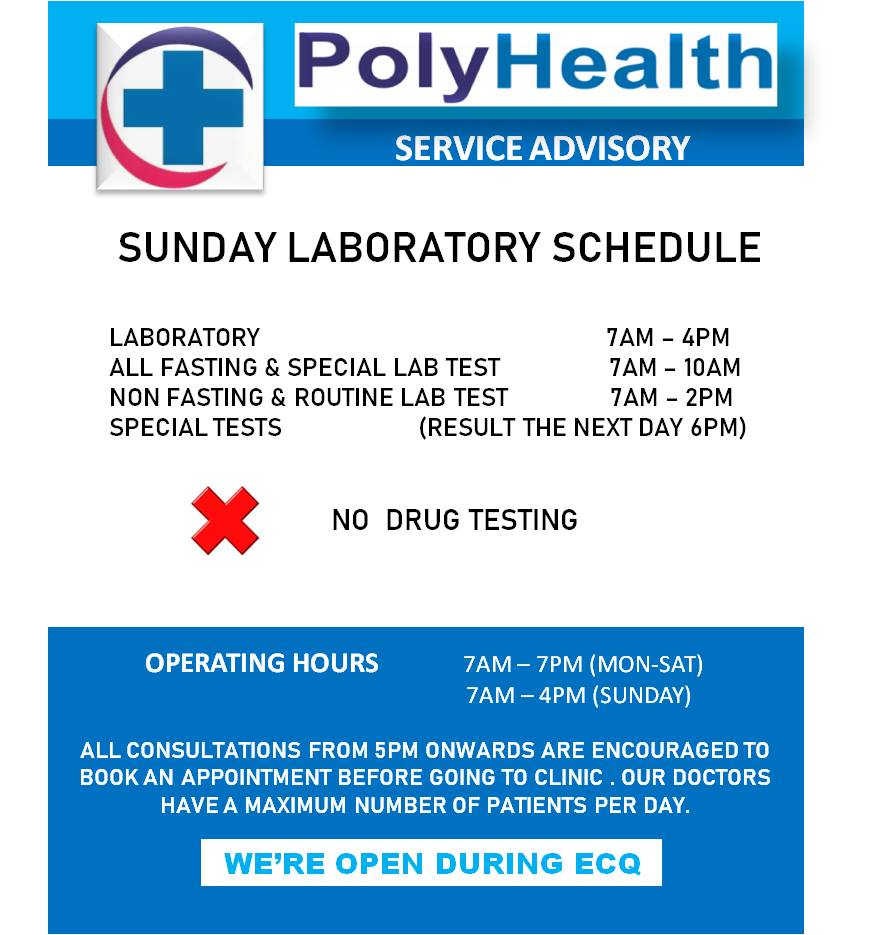 PolyHealth
SERVICE ADVISORY
SUNDAY LABORATORY SCHEDULE
LABORATORY 7AM – 4PM
ALL FASTING & SPECIAL LAB TEST 7AM – 10AM
NON FASTING & ROUTINE LAB TEST 7AM – 2PM
SPECIAL TESTS (RESULT THE NEXT DAY 6PM)
NO DRUG TESTING
OPERATING HOURS 7AM – 7PM (MON-SAT)
7AM – 4PM (SUNDAY)
ALL CONSULTATIONS FROM 5PM ONWARDS ARE ENCOURAGED TO
BOOK AN APPOINTMENT BEFORE GOING TO CLINIC . OUR DOCTORS
HAVE A MAXIMUM NUMBER OF PATIENTS PER DAY.
WE’RE OPEN DURING ECQ